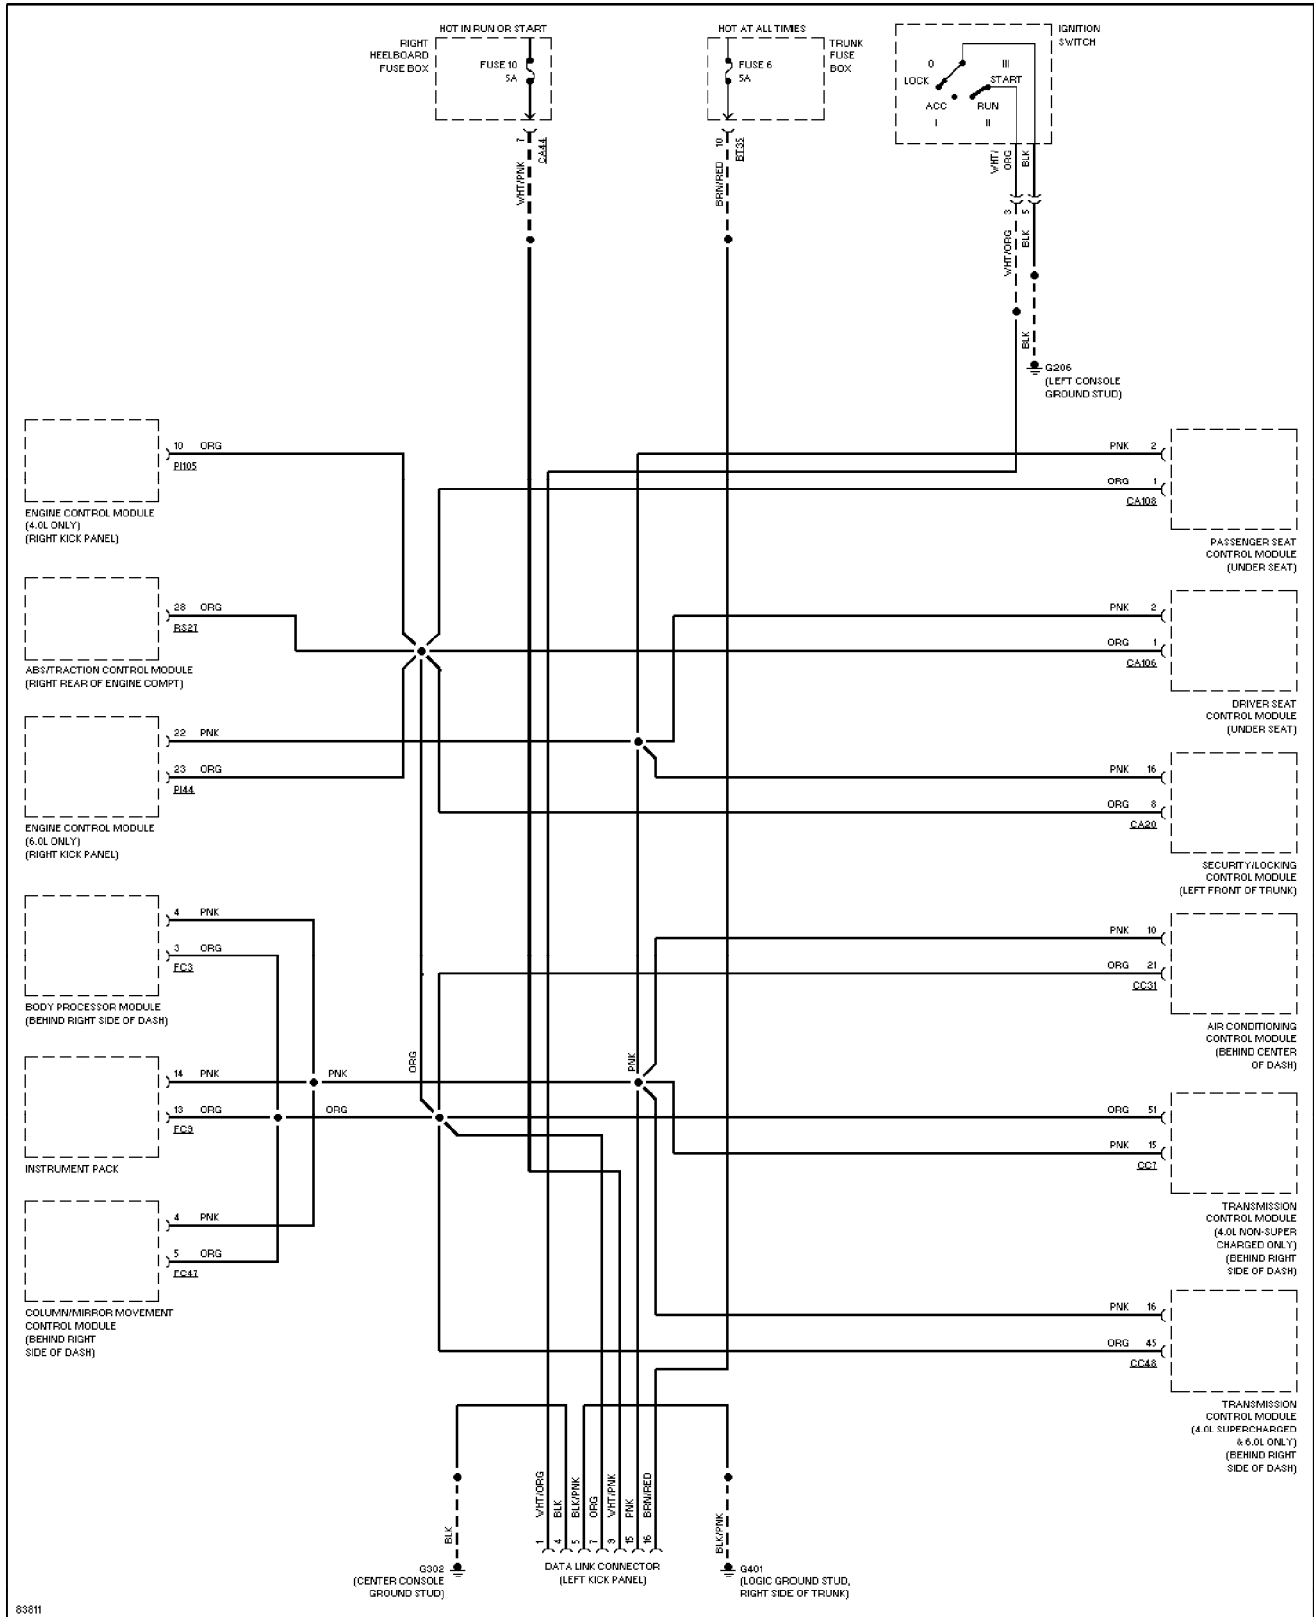 HOT IN RUN OR START
RIGHT
HEELBOARD
FUSE BOX
FUSE 10
5A
7
CA44
WHT/PNK
HOT AT ALL TIMES
TRUNK
FUSE
BOX
FUSE 6
5A
10
BT35
BRN/RED
IGNITION
SWITCH
0
LOCK
III
START
ACC
I
RUN
II
WHT/
ORG
BLK
3
5
WHT/ORG
BLK
BLK
G206
(LEFT CONSOLE
GROUND STUD)
10 ORG
PI105
ENGINE CONTROL MODULE
(4.0L ONLY)
(RIGHT KICK PANEL)
28 ORG
RS27
ABS/TRACTION CONTROL MODULE
(RIGHT REAR OF ENGINE COMPT)
22 PNK
23 ORG
PI44
ENGINE CONTROL MODULE
(6.0L ONLY)
(RIGHT KICK PANEL)
4 PNK
3 ORG
FC3
BODY PROCESSOR MODULE
(BEHIND RIGHT SIDE OF DASH)
14 PNK
PNK
13 ORG
ORG
FC9
INSTRUMENT PACK
4 PNK
5 ORG
FC47
COLUMN/MIRROR MOVEMENT
CONTROL MODULE
(BEHIND RIGHT
SIDE OF DASH)
ORG
PNK
PNK 2
ORG 1
CA108
PASSENGER SEAT
CONTROL MODULE
(UNDER SEAT)
PNK 2
ORG 1
CA106
DRIVER SEAT
CONTROL MODULE
(UNDER SEAT)
PNK 16
ORG 8
CA20
SECURITY/LOCKING
CONTROL MODULE
(LEFT FRONT OF TRUNK)
PNK 10
ORG 21
CC31
AIR CONDITIONING
CONTROL MODULE
(BEHIND CENTER
OF DASH)
ORG 51
PNK 15
CC7
TRANSMISSION
CONTROL MODULE
(4.0L NON-SUPER
CHARGED ONLY)
(BEHIND RIGHT
SIDE OF DASH)
PNK 16
ORG 45
CC48
TRANSMISSION
CONTROL MODULE
(4.0L SUPERCHARGED
& 6.0L ONLY)
(BEHIND RIGHT
SIDE OF DASH)
BLK
G302
(CENTER CONSOLE
GROUND STUD)
1 WHT/ORG
4 BLK
5 BLK/PNK
7 ORG
9 WHT/PNK
15 PNK
16 BRN/RED
DATA LINK CONNECTOR
(LEFT KICK PANEL)
BLK/PNK
G401
(LOGIC GROUND STUD,
RIGHT SIDE OF TRUNK)
83811